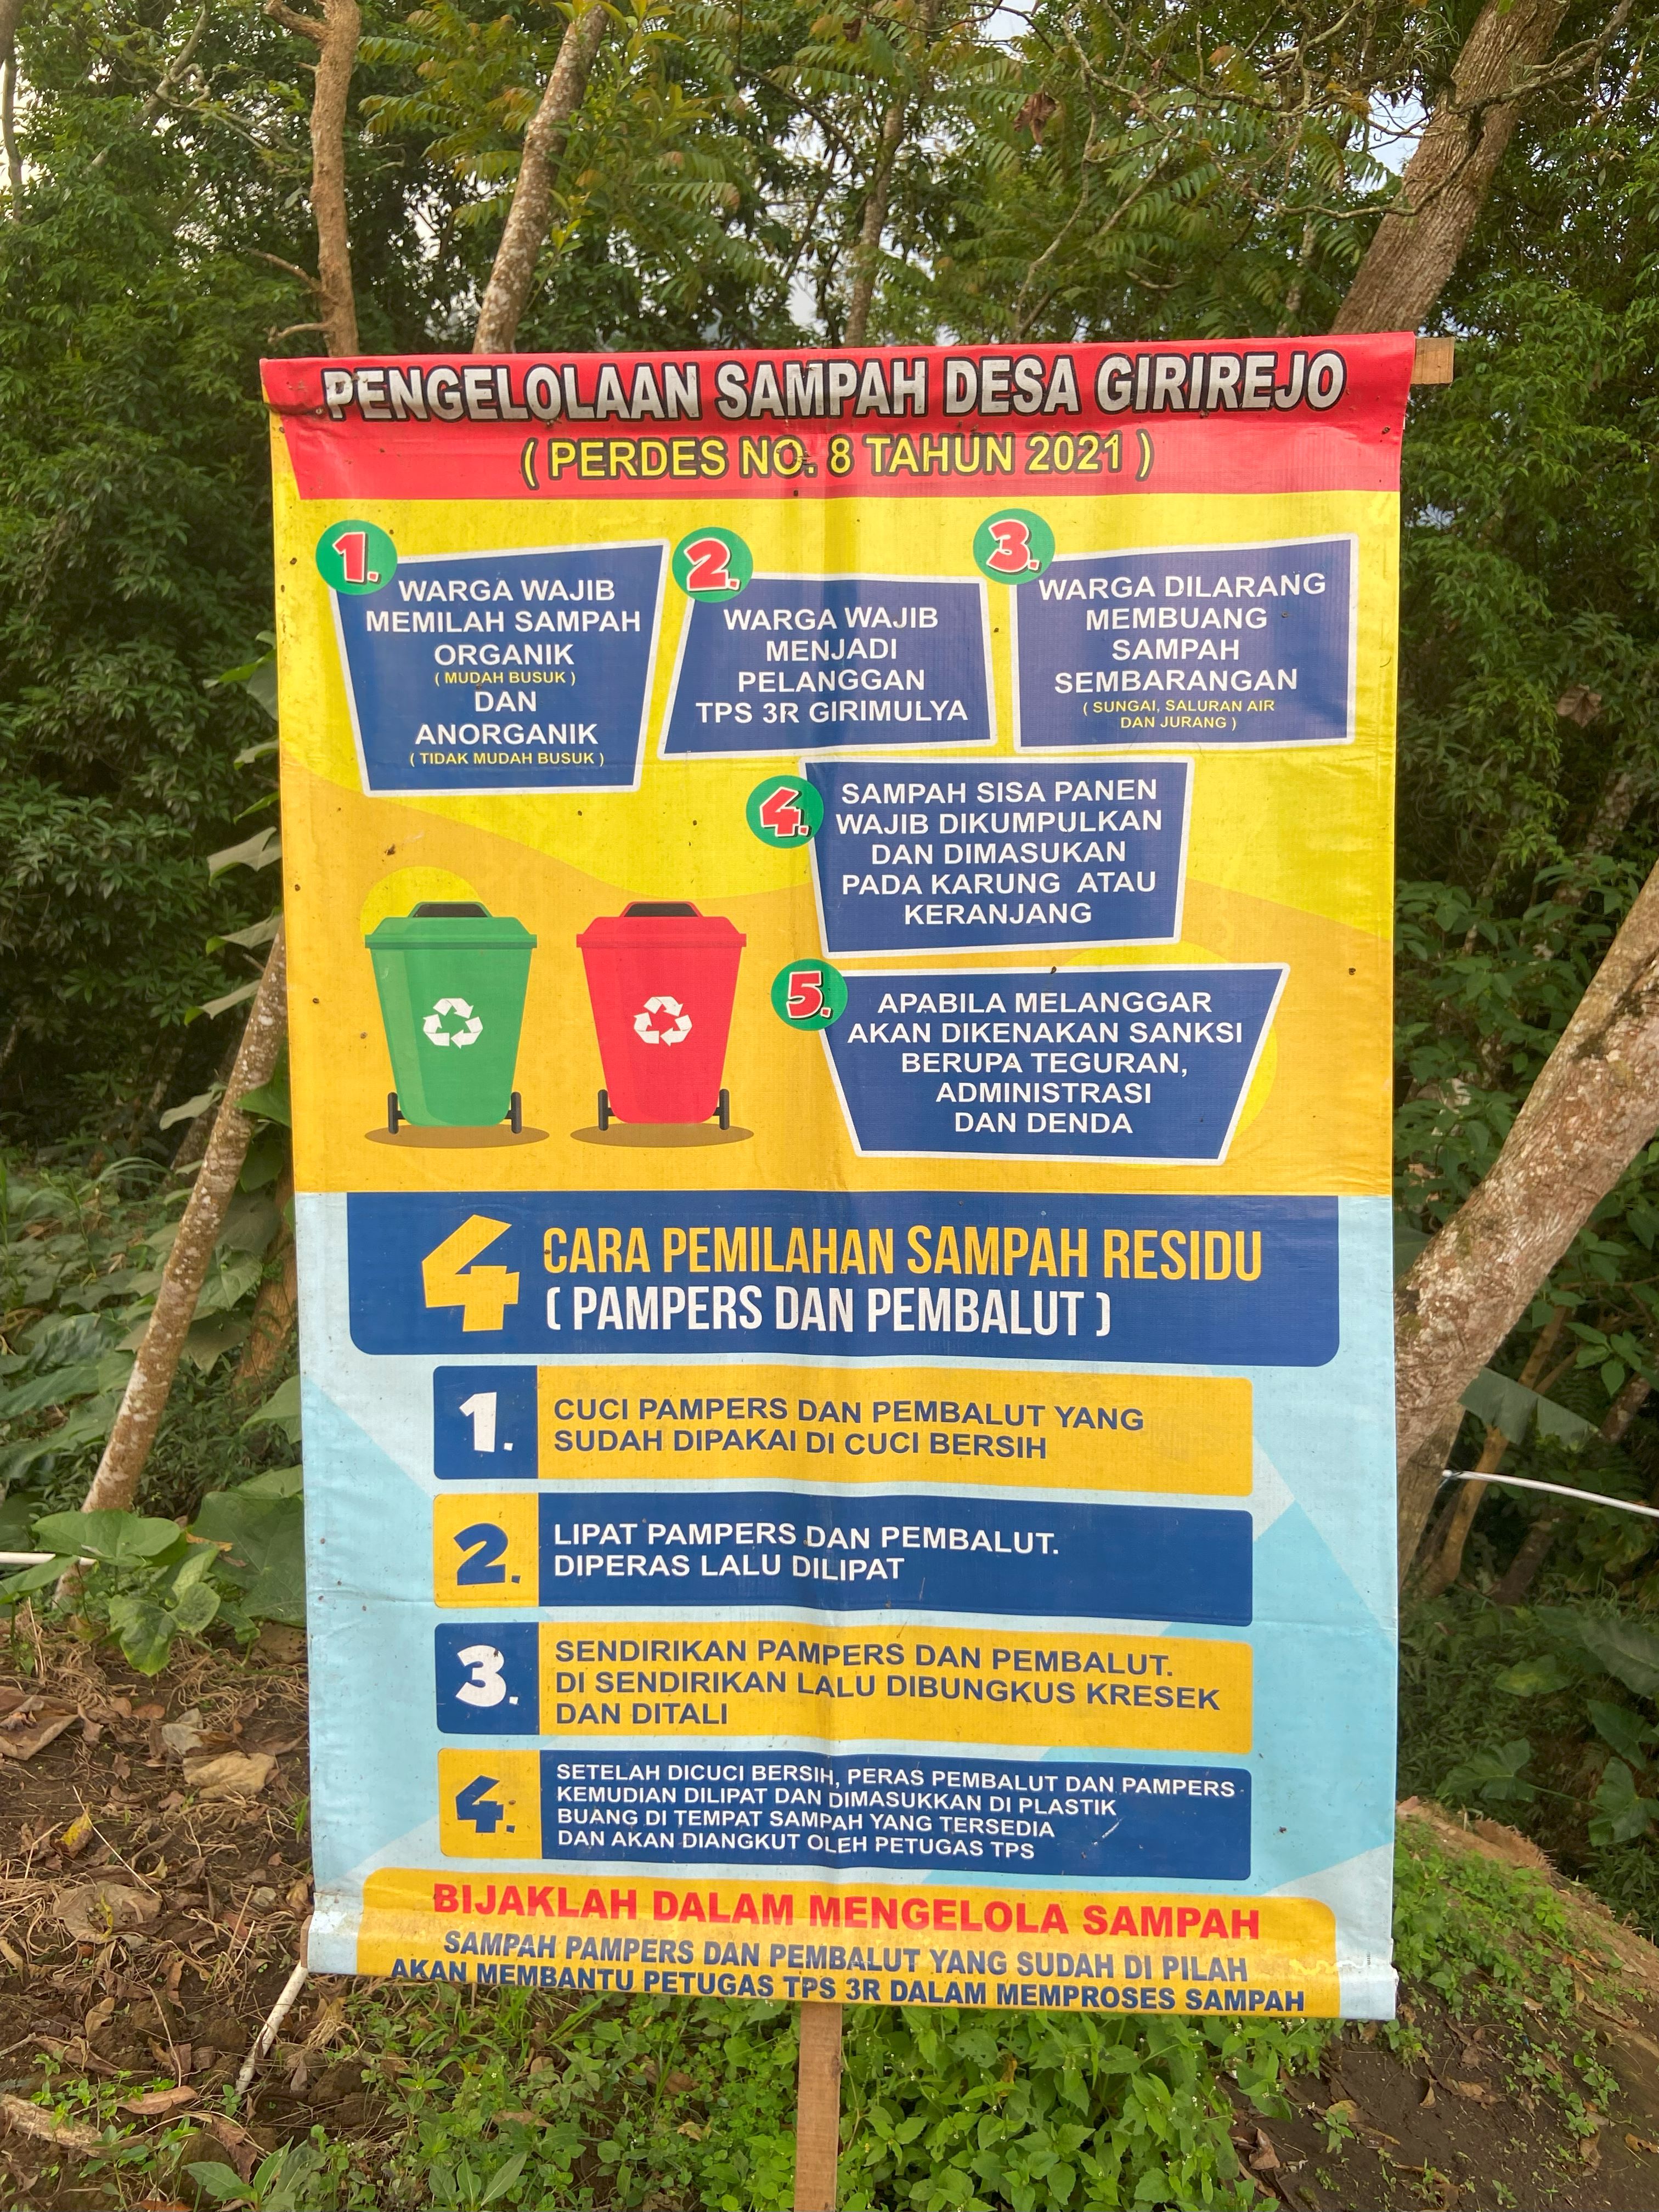 PENGELOLAAN SAMPAH DESA GIRIREJO
( PERDES NO. 8 TAHUN 2021 )
1.
WARGA WAJIB
MEMILAH SAMPAH
ORGANIK
( MUDAH BUSUK )
DAN
ANORGANIK
( TIDAK MUDAH BUSUK )
2.
WARGA WAJIB
MENJADI
PELANGGAN
TPS 3R GIRIMULYA
3.
WARGA DILARANG
MEMBUANG
SAMPAH
SEMBARANGAN
( SUNGAI, SALURAN AIR
DAN JURANG )
4.
SAMPAH SISA PANEN
WAJIB DIKUMPULKAN
DAN DIMASUKAN
PADA KARUNG ATAU
KERANJANG
5.
APABILA MELANGGAR
AKAN DIKENAKAN SANKSI
BERUPA TEGURAN,
ADMINISTRASI
DAN DENDA
4 CARA PEMILAHAN SAMPAH RESIDU
( PAMPERS DAN PEMBALUT )
1.
CUCI PAMPERS DAN PEMBALUT YANG
SUDAH DIPAKAI DI CUCI BERSIH
2.
LIPAT PAMPERS DAN PEMBALUT.
DIPERAS LALU DILIPAT
3.
SENDIRIKAN PAMPERS DAN PEMBALUT.
DI SENDIRIKAN LALU DIBUNGKUS KRESEK
DAN DITALI
4.
SETELAH DICUCI BERSIH, PERAS PEMBALUT DAN PAMPERS
KEMUDIAN DILIPAT DAN DIMASUKKAN DI PLASTIK
BUANG DI TEMPAT SAMPAH YANG TERSEDIA
DAN AKAN DIANGKUT OLEH PETUGAS TPS
BIJAKLAH DALAM MENGELOLA SAMPAH
SAMPAH PAMPERS DAN PEMBALUT YANG SUDAH DI PILAH
AKAN MEMBANTU PETUGAS TPS 3R DALAM MEMPROSES SAMPAH